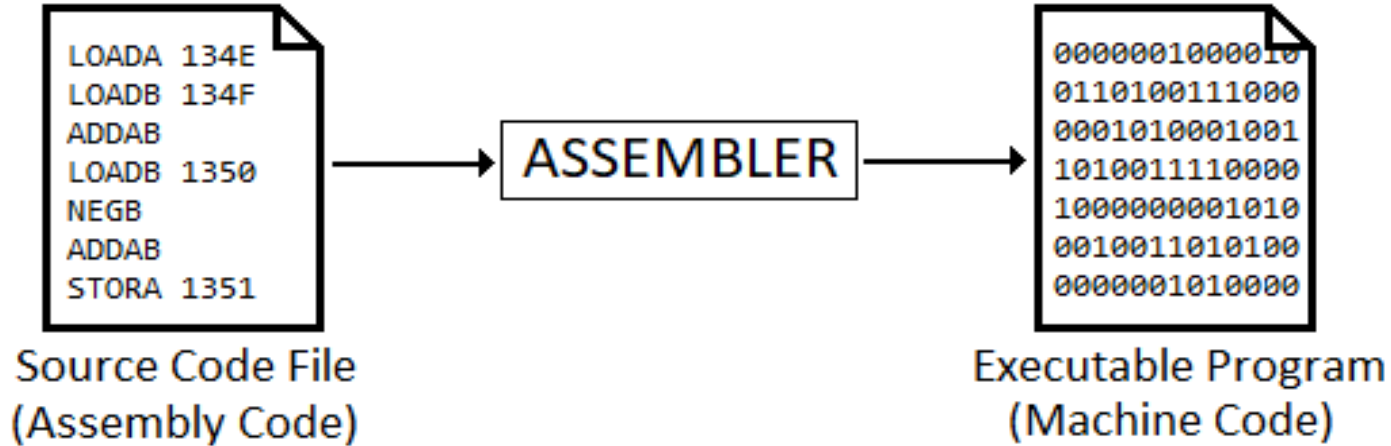 LOADA 134E
LOADB 134F
ADDAB
LOADB 1350
NEGB
ADDAB
STORA 1351
Source Code File
(Assembly Code)
ASSEMBLER
0000001000010
0110100111000
0001010001001
1010011110000
1000000001010
0010011010100
0000001010000
Executable Program
(Machine Code)